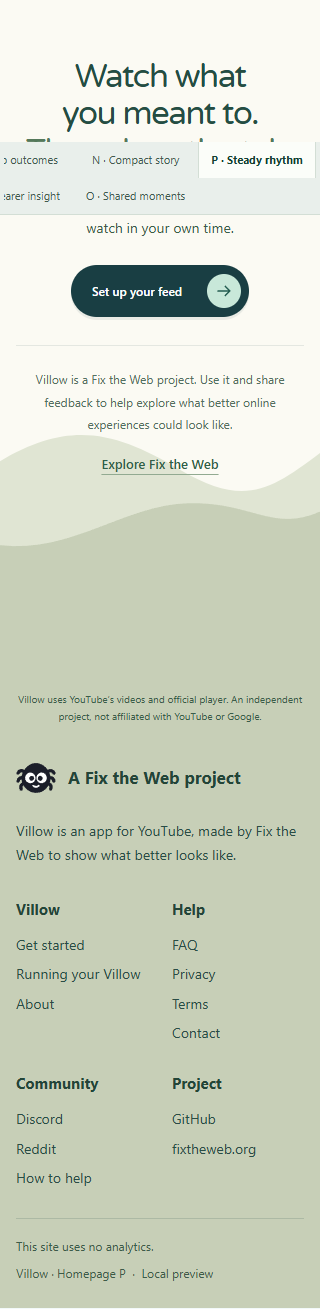 Watch what
you meant to.
outcomes
N · Compact story
P · Steady rhythm
insight
O · Shared moments
watch in your own time.
Set up your feed
Villow is a Fix the Web project. Use it and share
feedback to help explore what better online
experiences could look like.
Explore Fix the Web
Villow uses YouTube's videos and official player. An independent
project, not affiliated with YouTube or Google.
A Fix the Web project
Villow is an app for YouTube, made by Fix the
Web to show what better looks like.
Villow
Get started
Running your Villow
About
Help
FAQ
Privacy
Terms
Contact
Community
Discord
Reddit
How to help
Project
GitHub
fixtheweb.org
This site uses no analytics.
Villow · Homepage P · Local preview